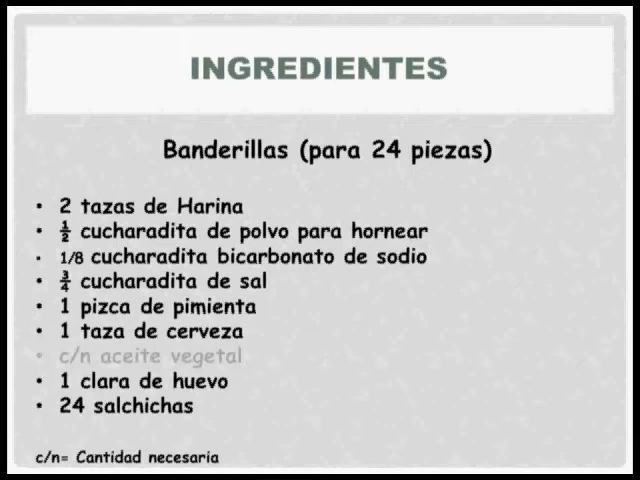 INGREDIENTES
Banderillas (para 24 piezas)
• 2 tazas de Harina
• ½ cucharadita de polvo para hornear
• 1/8 cucharadita bicarbonato de sodio
• ¾ cucharadita de sal
• 1 pizca de pimienta
• 1 taza de cerveza
• c/n aceite vegetal
• 1 clara de huevo
• 24 salchichas
c/n= Cantidad necesaria